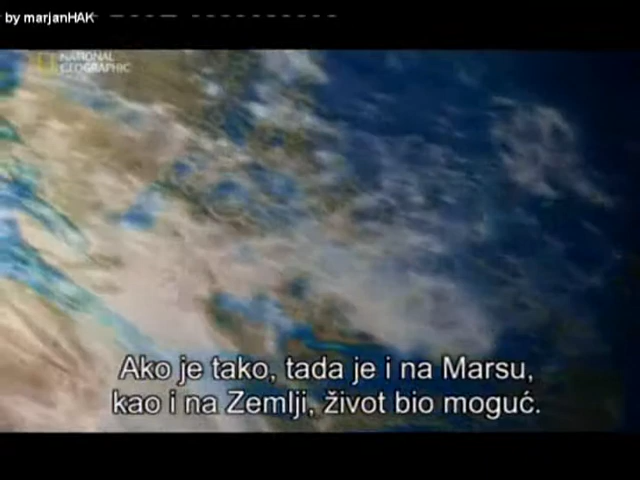 by marjanHAK
NATIONAL
GEOGRAPHIC
Ako je tako, tada je i na Marsu,
kao i na Zemlji, život bio moguć.